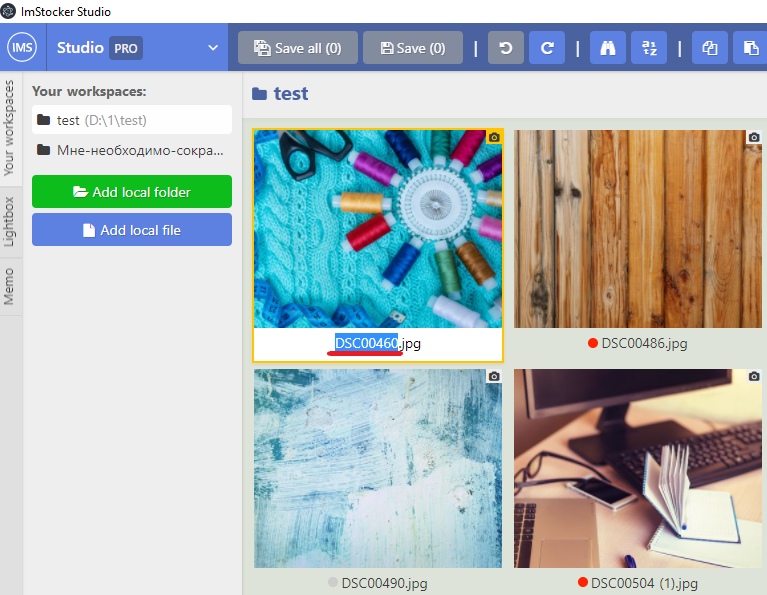 ImStocker Studio
IMS Studio PRO Save all (0) Save (0)
Your workspaces
Lightbox
Memo
Your workspaces:
test (D:\1\test)
Мне-необходимо-сокра...
Add local folder
Add local file
test
DSC00460.jpg
DSC00486.jpg
DSC00490.jpg
DSC00504 (1).jpg